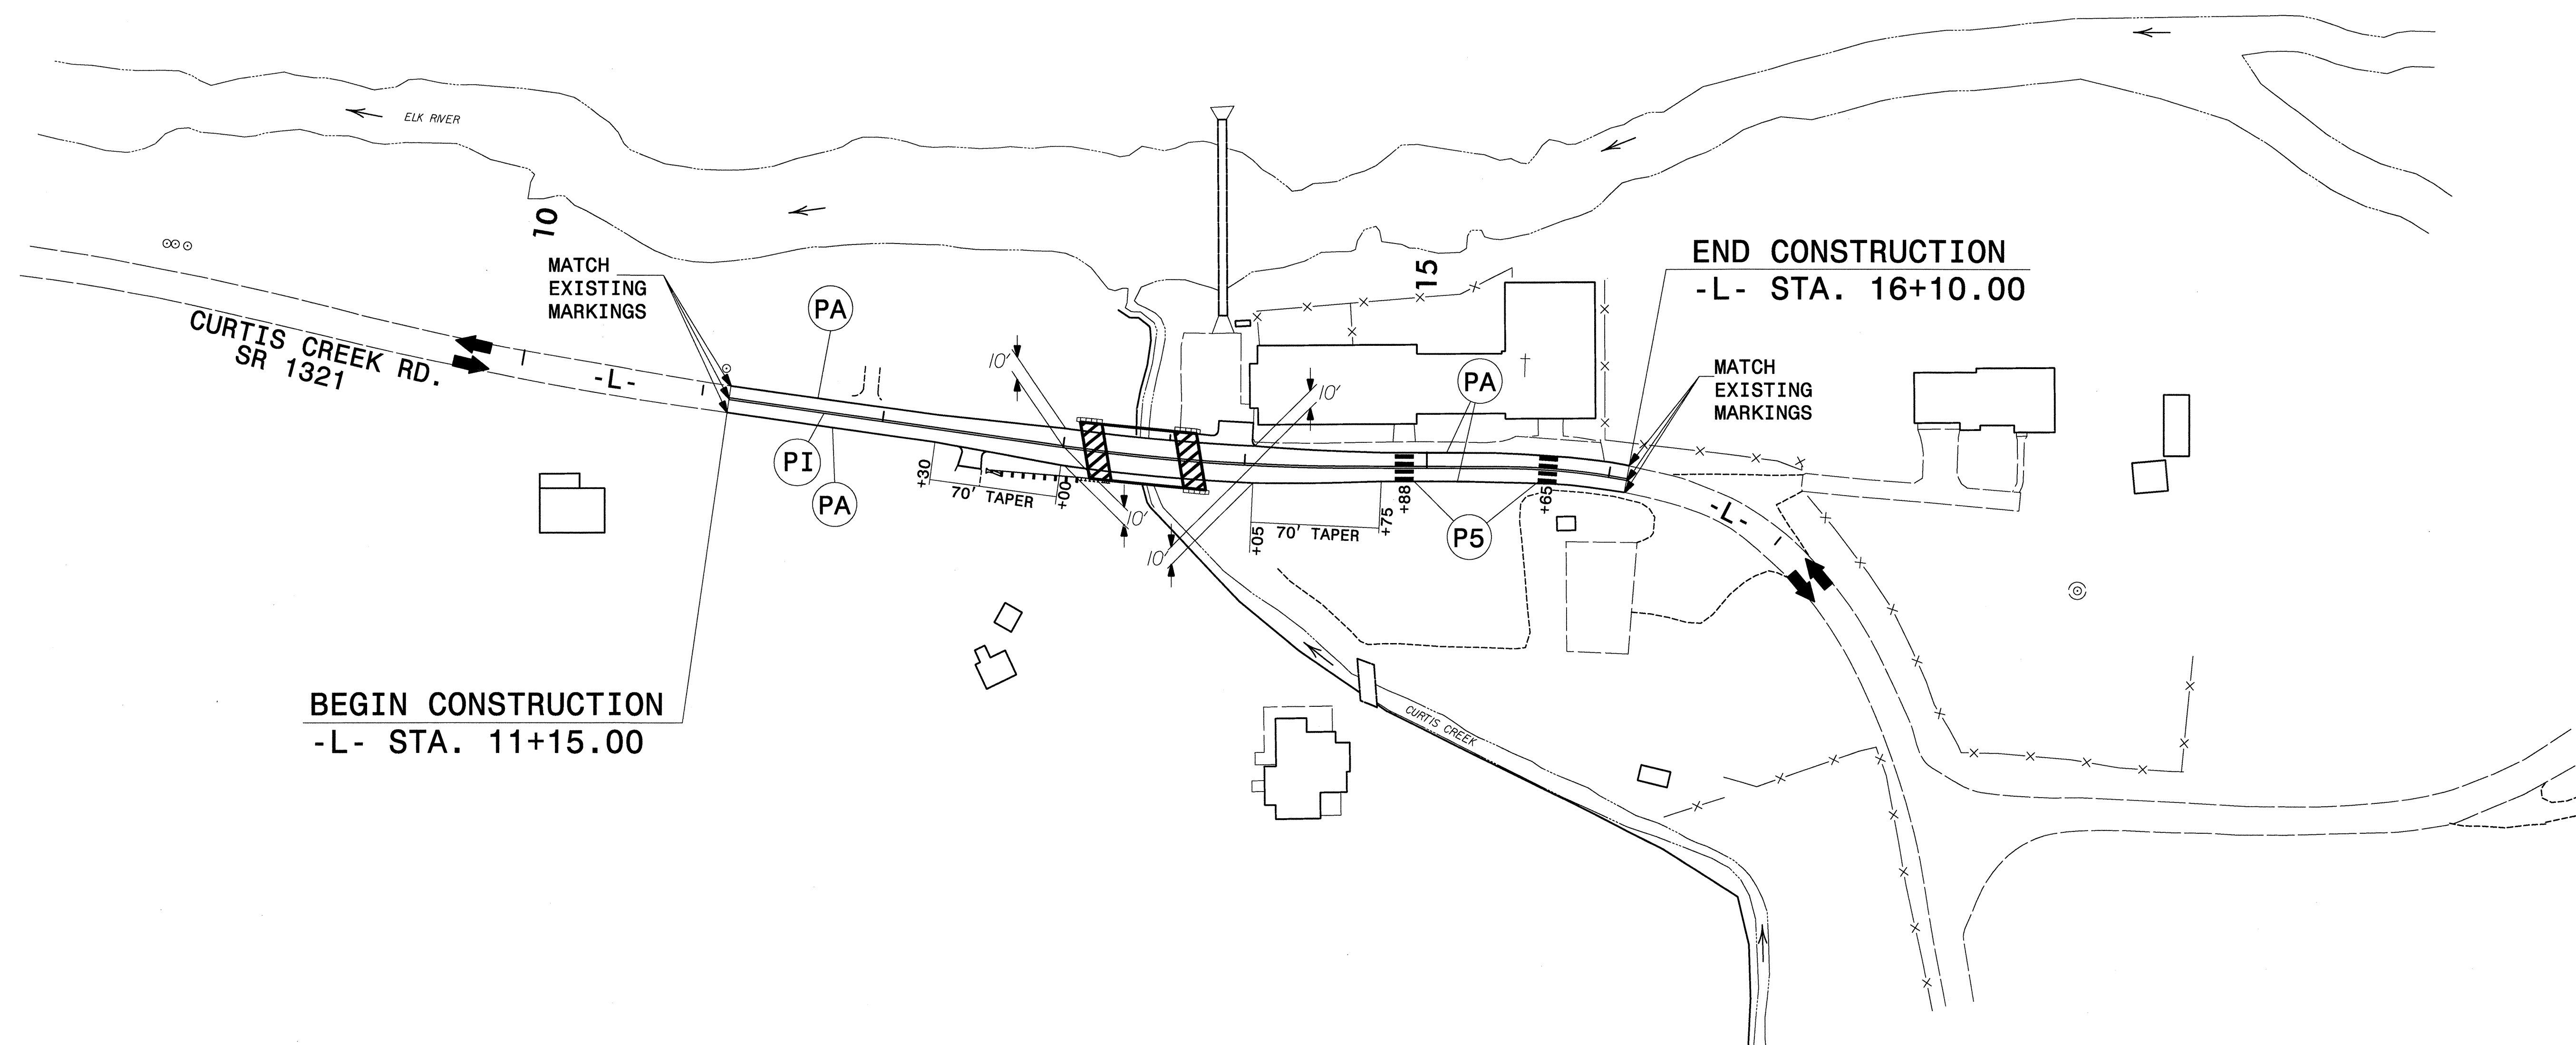 ELK RIVER
10
MATCH
EXISTING
MARKINGS
PA
CURTIS CREEK RD.
SR 1321
-L-
PI
PA
+30
70' TAPER
+00
10'
10'
10'
10'
BEGIN CONSTRUCTION
-L- STA. 11+15.00
15
END CONSTRUCTION
-L- STA. 16+10.00
PA
MATCH
EXISTING
MARKINGS
+05
70' TAPER
+75
+88
P5
+65
-L-
CURTIS CREEK